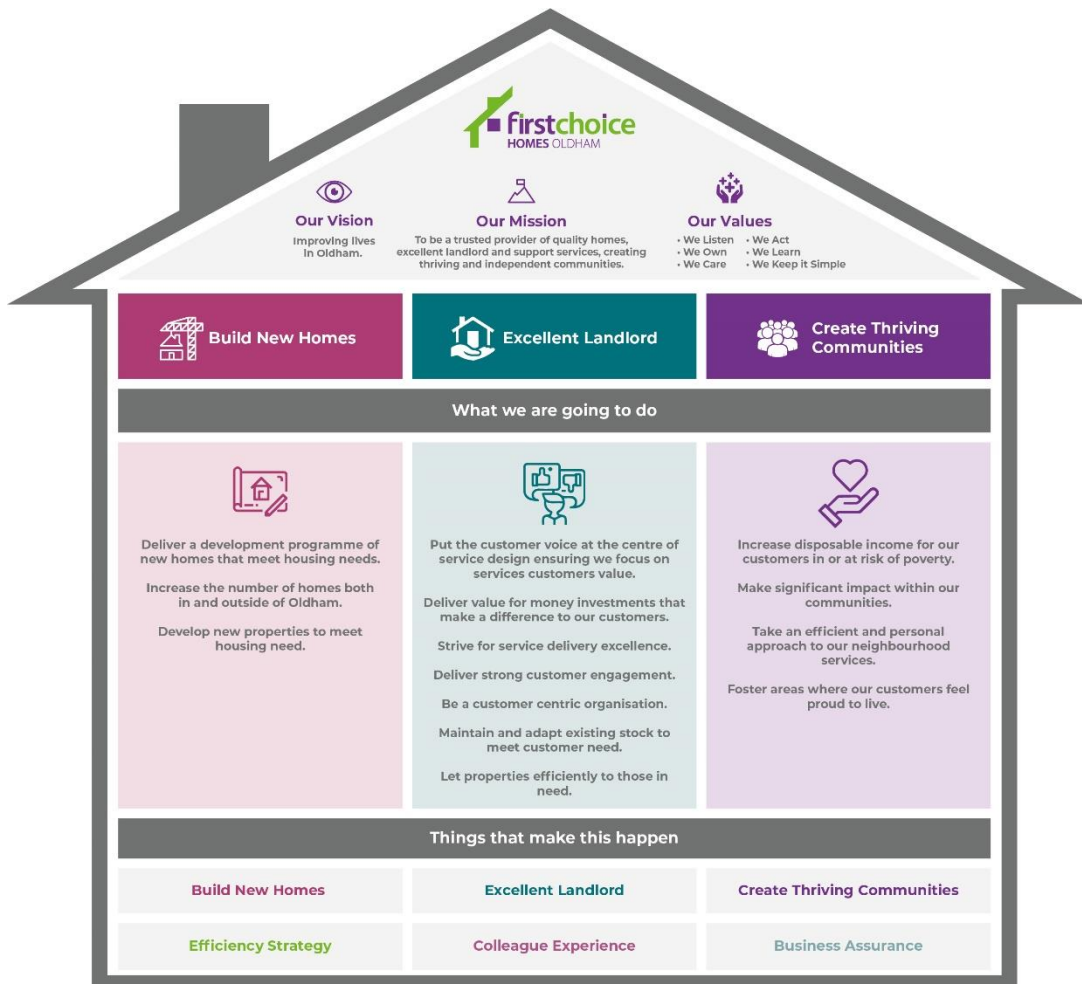 firstchoice
HOMES OLDHAM
Our Vision
Improving lives
in Oldham.
Our Mission
To be a trusted provider of quality homes,
excellent landlord and support services, creating
thriving and independent communities.
Our Values
• We Listen
• We Own
• We Care
• We Act
• We Learn
• We Keep it Simple
Build New Homes
Excellent Landlord
Create Thriving
Communities
What we are going to do
Deliver a development programme of
new homes that meet housing needs.
Increase the number of homes both
in and outside of Oldham.
Develop new properties to meet
housing need.
Put the customer voice at the centre of
service design ensuring we focus on
services customers value.
Deliver value for money investments that
make a difference to our customers.
Strive for service delivery excellence.
Deliver strong customer engagement.
Be a customer centric organisation.
Maintain and adapt existing stock to
meet customer need.
Let properties efficiently to those in
need.
Increase disposable income for our
customers in or at risk of poverty.
Make significant impact within our
communities.
Take an efficient and personal
approach to our neighbourhood
services.
Foster areas where our customers feel
proud to live.
Things that make this happen
Build New Homes
Excellent Landlord
Create Thriving Communities
Efficiency Strategy
Colleague Experience
Business Assurance